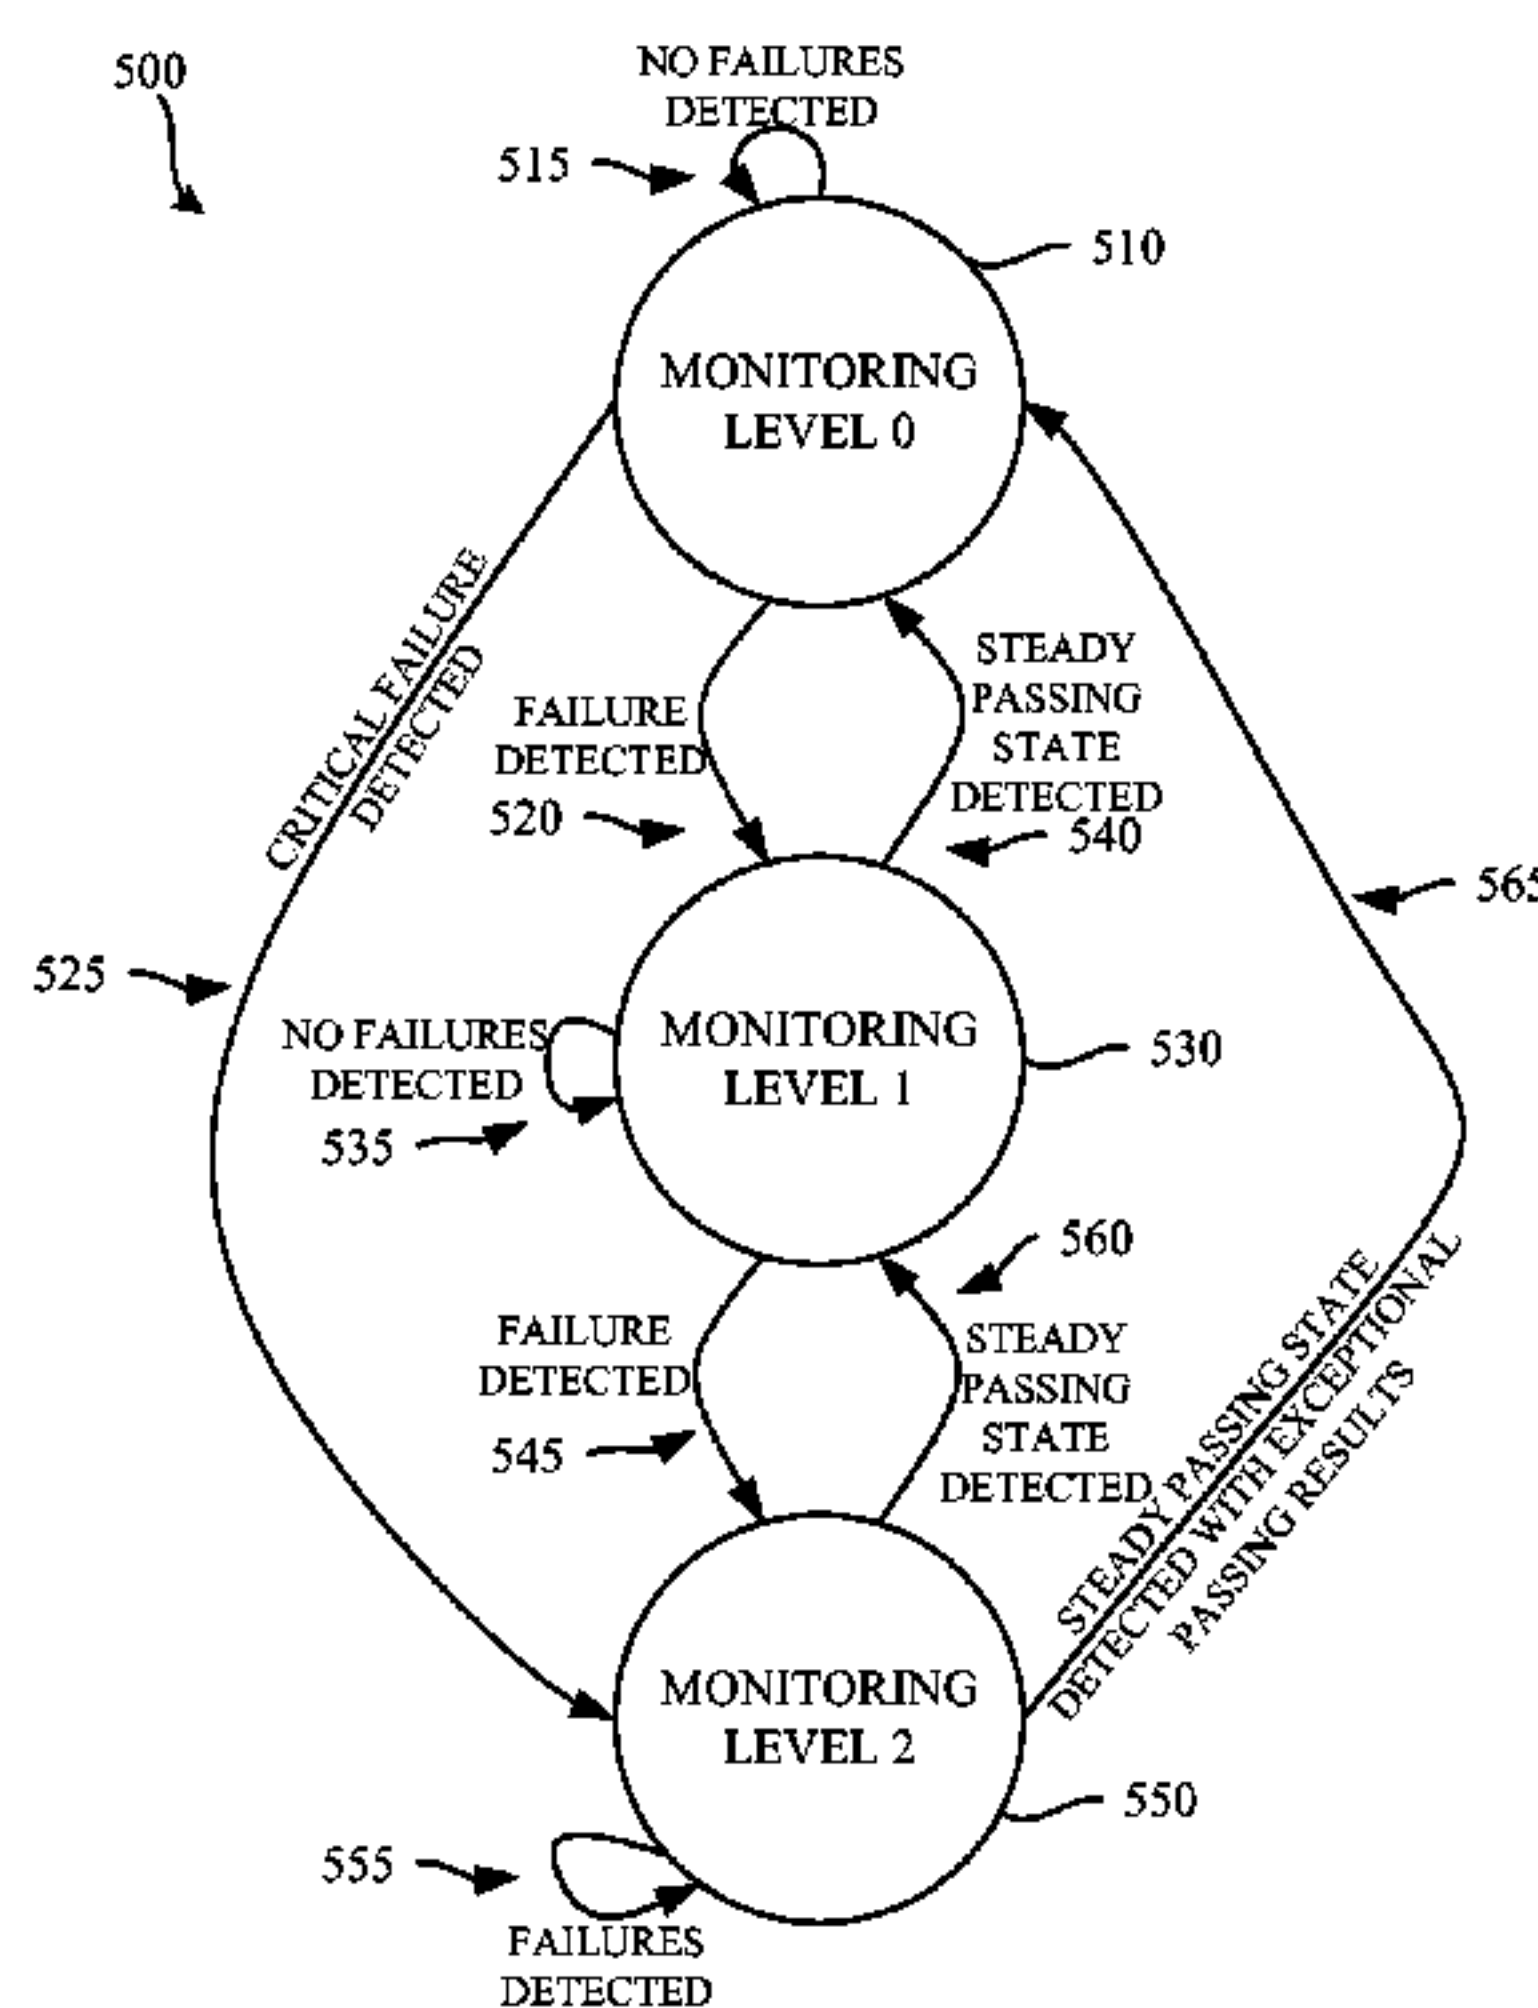 500
NO FAILURES
DETECTED
515
510
MONITORING
LEVEL 0
CRITICAL FAILURE
DETECTED
FAILURE
DETECTED
520
STEADY
PASSING
STATE
DETECTED
540
565
525
NO FAILURES
DETECTED
535
MONITORING
LEVEL 1
530
560
FAILURE
DETECTED
545
STEADY
PASSING
STATE
DETECTED
STEADY PASSING STATE
DETECTED WITH EXCEPTIONAL
PASSING RESULTS
MONITORING
LEVEL 2
550
555
FAILURES
DETECTED